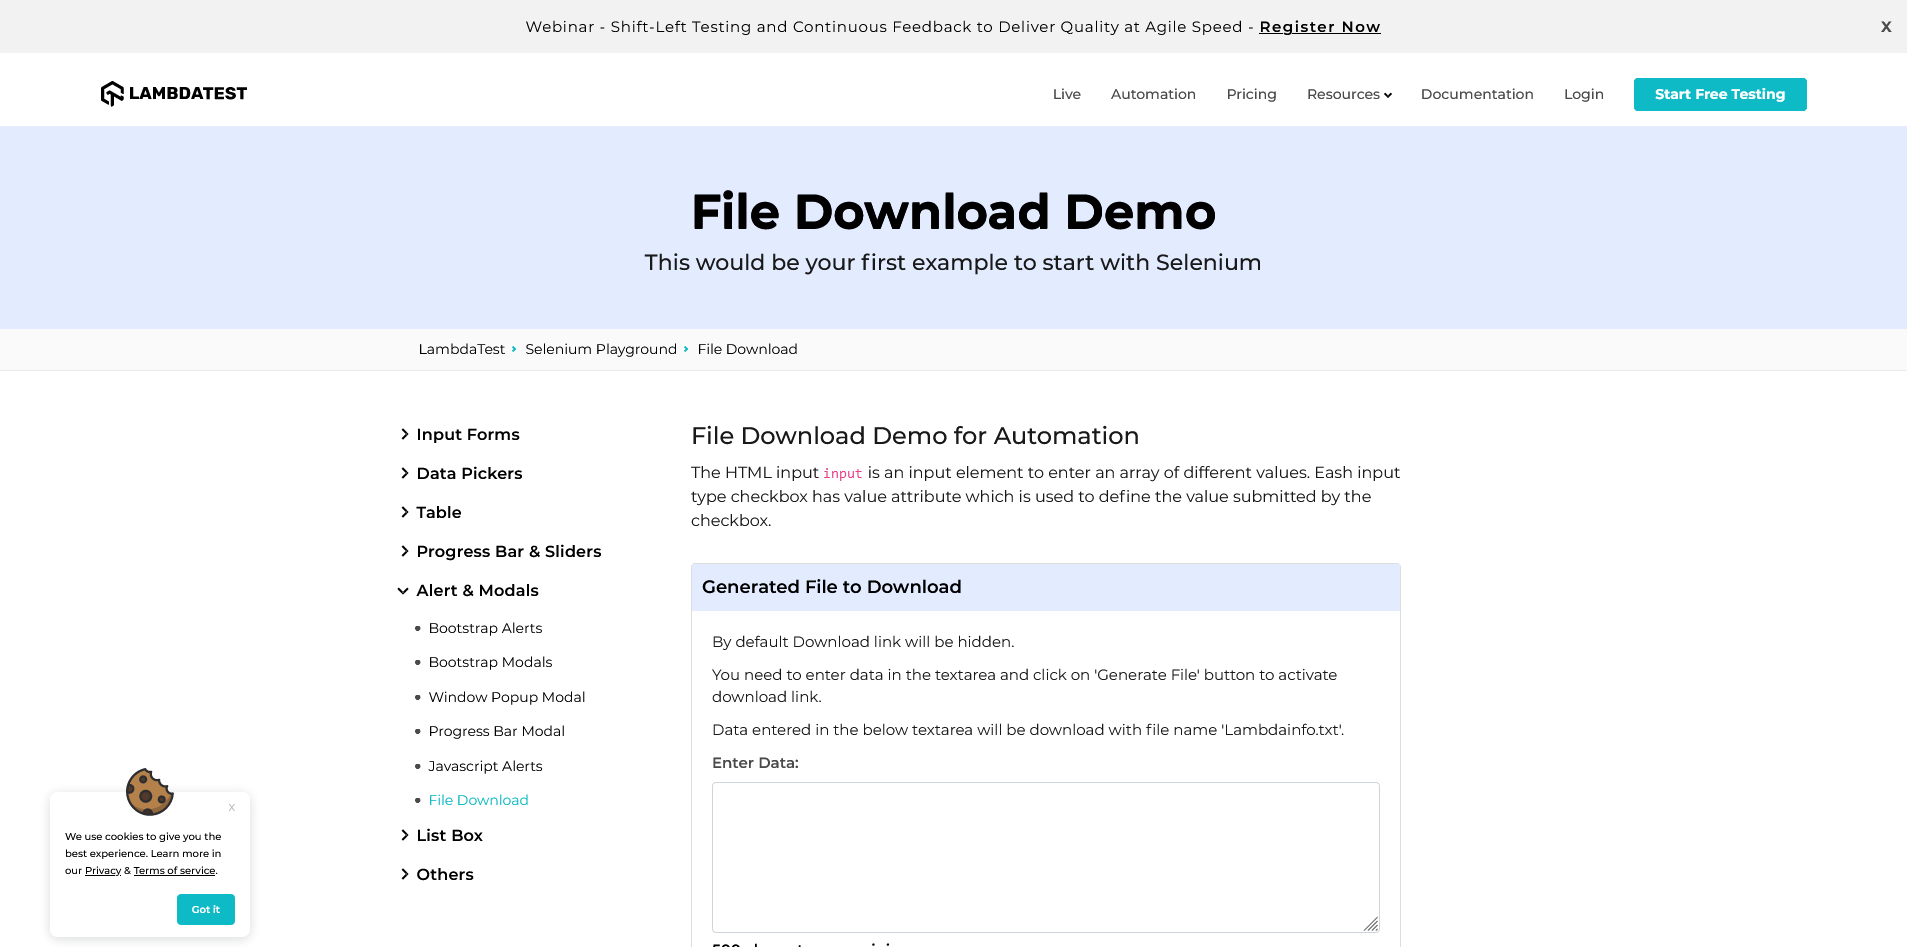 Webinar - Shift-Left Testing and Continuous Feedback to Deliver Quality at Agile Speed - Register Now
X
LAMBDATEST
Live
Automation
Pricing
Resources
Documentation
Login
Start Free Testing
File Download Demo
This would be your first example to start with Selenium
LambdaTest
Selenium Playground
File Download
Input Forms
Data Pickers
Table
Progress Bar & Sliders
Alert & Modals
Bootstrap Alerts
Bootstrap Modals
Window Popup Modal
Progress Bar Modal
Javascript Alerts
File Download
List Box
Others
File Download Demo for Automation
The HTML input input is an input element to enter an array of different values. Eash input
type checkbox has value attribute which is used to define the value submitted by the
checkbox.
Generated File to Download
By default Download link will be hidden.
You need to enter data in the textarea and click on 'Generate File' button to activate
download link.
Data entered in the below textarea will be download with file name 'Lambdainfo.txt'.
Enter Data:
x
We use cookies to give you the
best experience. Learn more in
our Privacy & Terms of service.
Got it